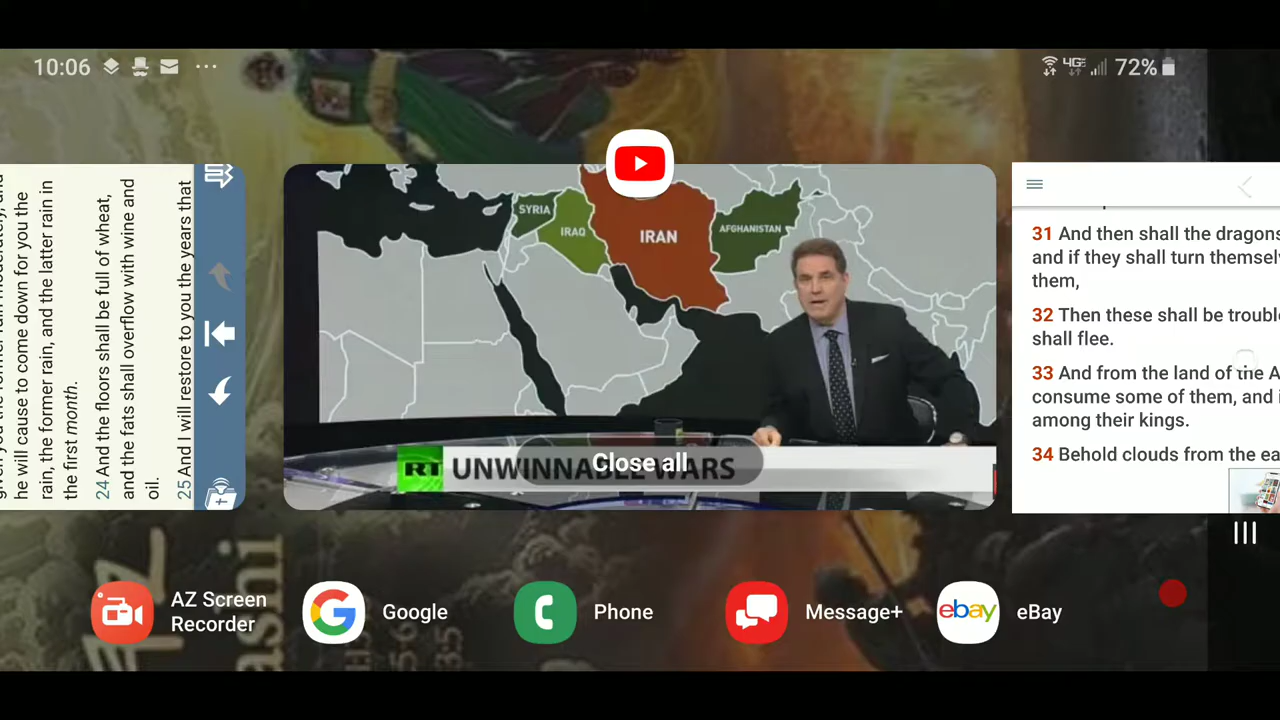 10:06
4GE
72%
he will cause to come down for you the
rain, the former rain, and the latter rain in
the first month.
24 And the floors shall be full of wheat,
and the fats shall overflow with wine and
oil.
25 And I will restore to you the years that
SYRIA
IRAQ
IRAN
AFGHANISTAN
RT UNWINNABLE WARS
Close all
31 And then shall the dragons
and if they shall turn
them,
32 Then these shall be
shall flee.
33 And from the land of the
consume some of them, and
among their kings.
34 Behold clouds from the
AZ Screen
Recorder
Google
Phone
Message+
ebay
eBay
asni